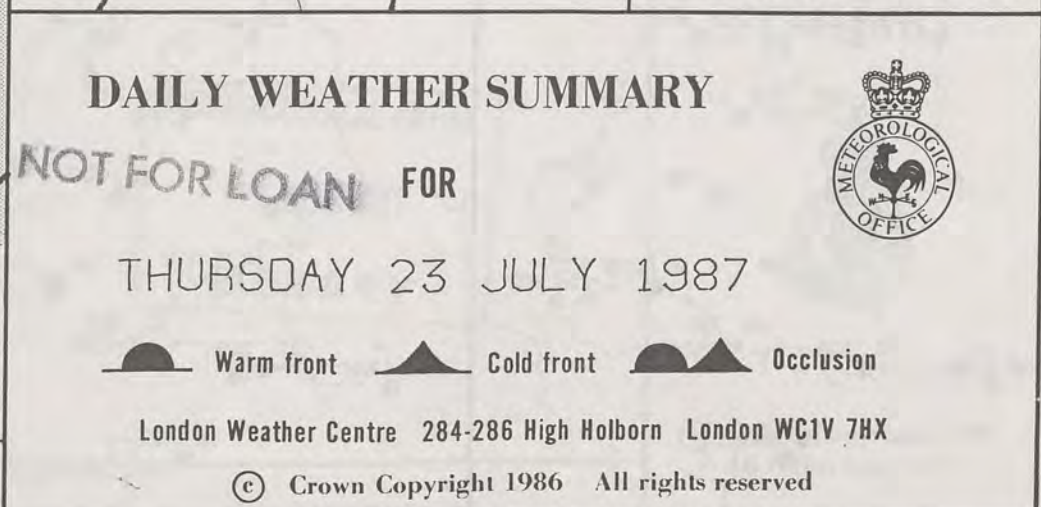 DAILY WEATHER SUMMARY
METEOROLOGICAL OFFICE
NOT FOR LOAN FOR
THURSDAY 23 JULY 1987
Warm front Cold front Occlusion
London Weather Centre 284-286 High Holborn London WC1V 7HX
© Crown Copyright 1986 All rights reserved